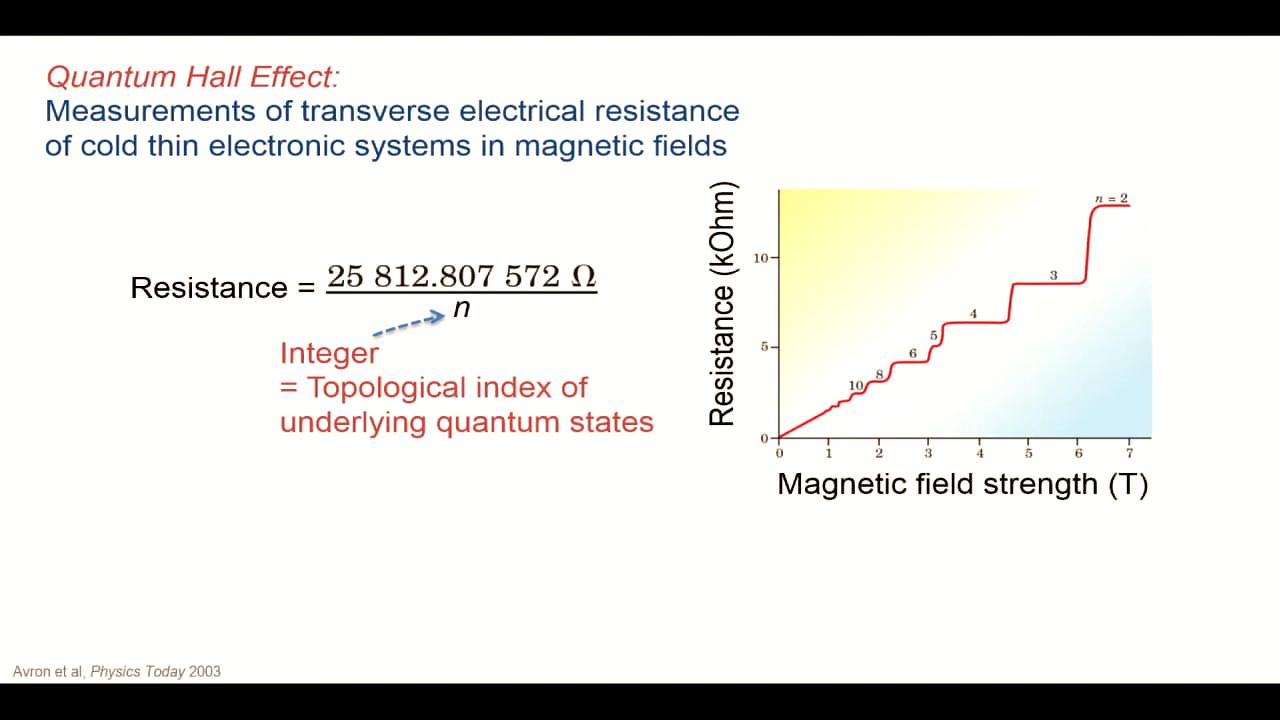 Quantum Hall Effect:
Measurements of transverse electrical resistance
of cold thin electronic systems in magnetic fields
Resistance = 25 812.807 572 Ω
n
Integer
= Topological index of
underlying quantum states
Resistance (kOhm)
10
5
0
n = 2
3
4
5
6
8
10
0 1 2 3 4 5 6 7
Magnetic field strength (T)
Avron et al, Physics Today 2003